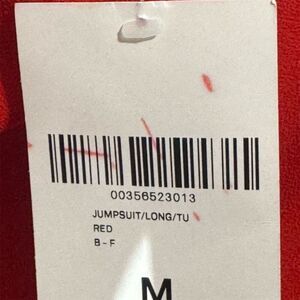 00356523013
JUMPSUIT/LONG/TU
RED
B-F
M